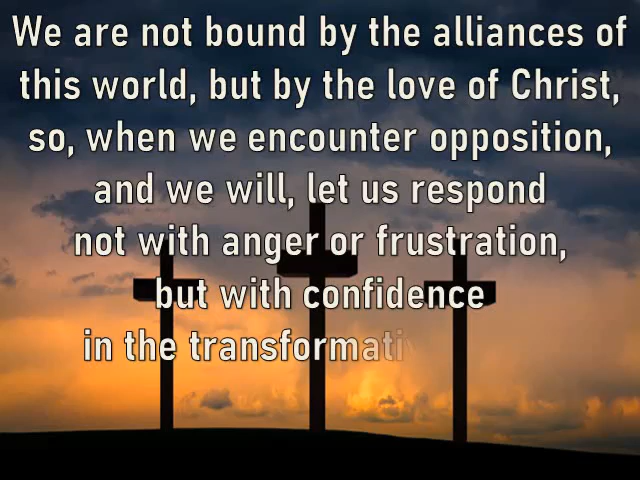 We are not bound by the alliances of
this world, but by the love of Christ,
so, when we encounter opposition,
and we will, let us respond
not with anger or frustration,
but with confidence
in the transformati